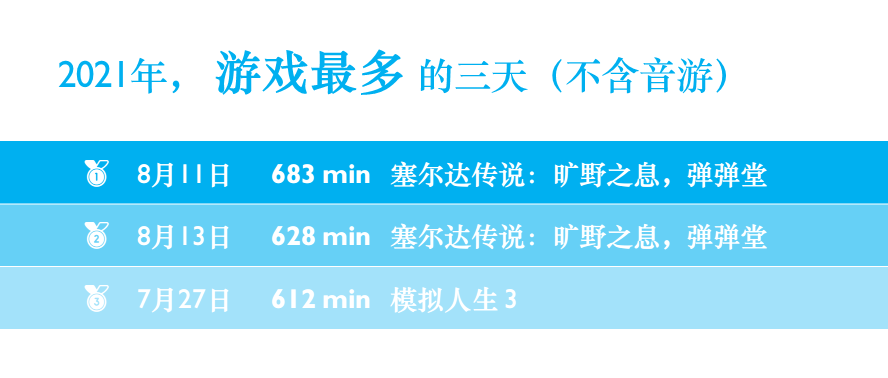 2021年，游戏最多的三天（不含音游）
1 8月11日 683 min 塞尔达传说：旷野之息，弹弹堂
2 8月13日 628 min 塞尔达传说：旷野之息，弹弹堂
3 7月27日 612 min 模拟人生 3